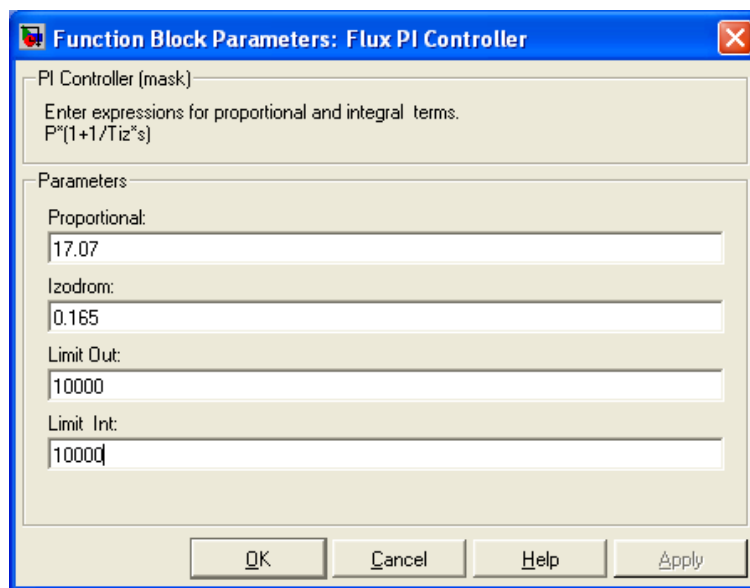 Function Block Parameters: Flux PI Controller
PI Controller (mask)
Enter expressions for proportional and integral terms.
P*(1+1/Tiz*s)
Parameters
Proportional:
17.07
Izodrom:
0.165
Limit Out:
10000
Limit Int:
10000
OK Cancel Help Apply